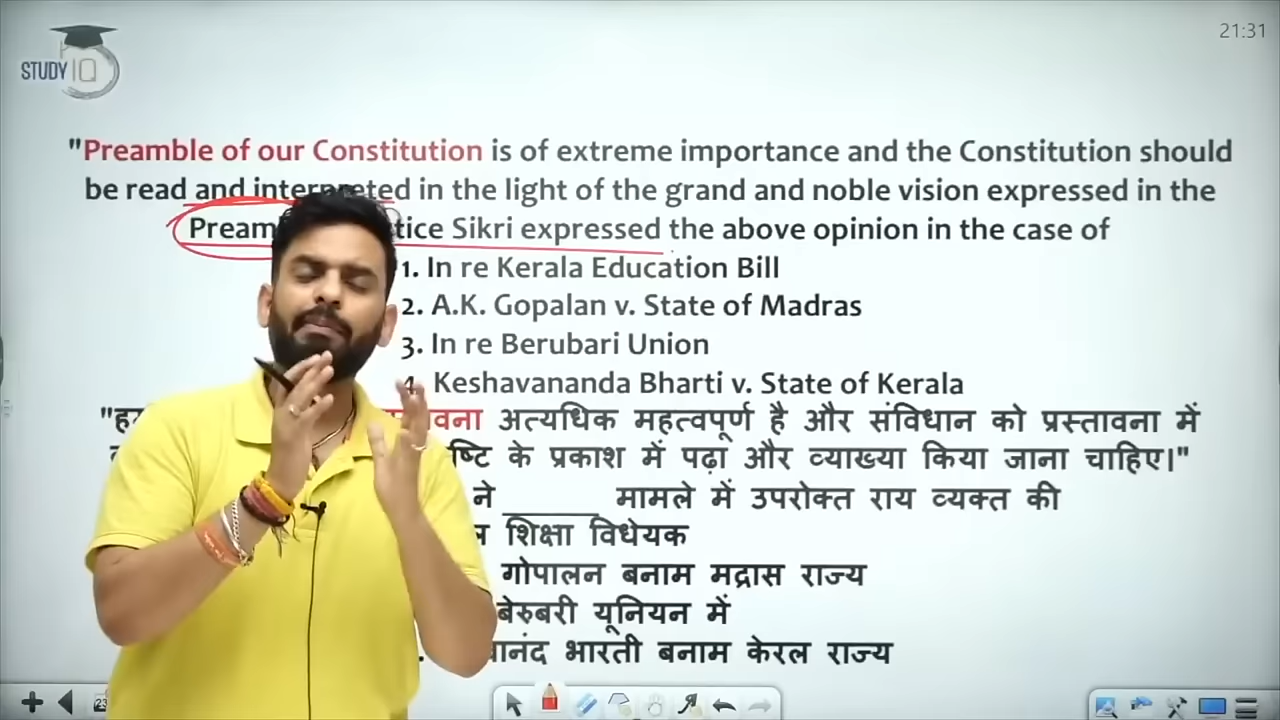 STUDY IQ
21:31
"Preamble of our Constitution is of extreme importance and the Constitution should
be read and interpreted in the light of the grand and noble vision expressed in the
Sikri expressed the above opinion in the case of
1. In re Kerala Education Bill
2. A.K. Gopalan v. State of Madras
3. In re Berubari Union
4. Keshavananda Bharti v. State of Kerala
अत्यधिक महत्वपूर्ण है और संविधान को प्रस्तावना में
के प्रकाश में पढ़ा और व्याख्या किया जाना चाहिए।"
ने ______ मामले में उपरोक्त राय व्यक्त की
शिक्षा विधेयक
गोपालन बनाम मद्रास राज्य
बेरुबरी यूनियन में
भारती बनाम केरल राज्य